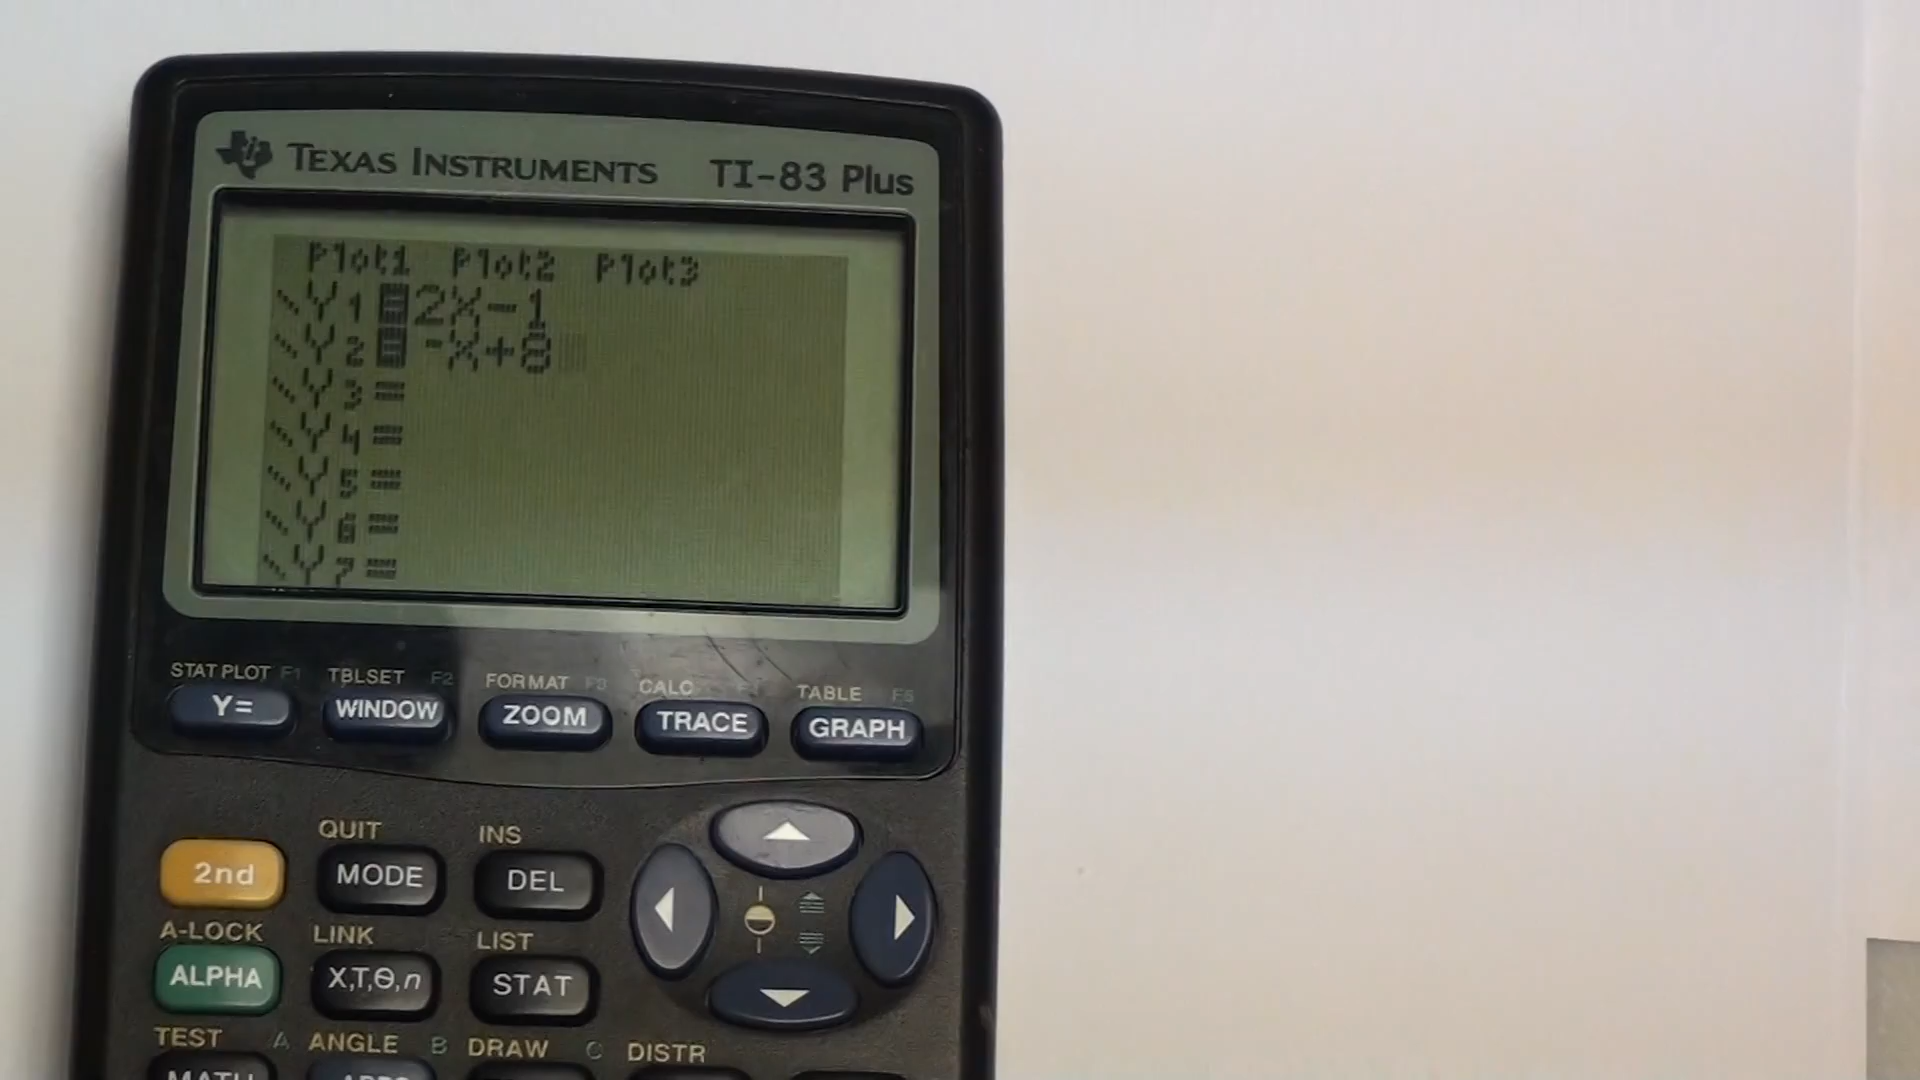 TEXAS INSTRUMENTS TI-83 Plus
Plot1 Plot2 Plot3
\Y1=2X-1
\Y2=-X+8
\Y3=
\Y4=
\Y5=
\Y6=
\Y7=
STAT PLOT F1 TBLSET F2 FORMAT F3 CALC F4 TABLE F5
Y= WINDOW ZOOM TRACE GRAPH
QUIT INS
2nd MODE DEL
A-LOCK LINK LIST
ALPHA X,T,Θ,n STAT
TEST A ANGLE B DRAW C DISTR
MATH APPS